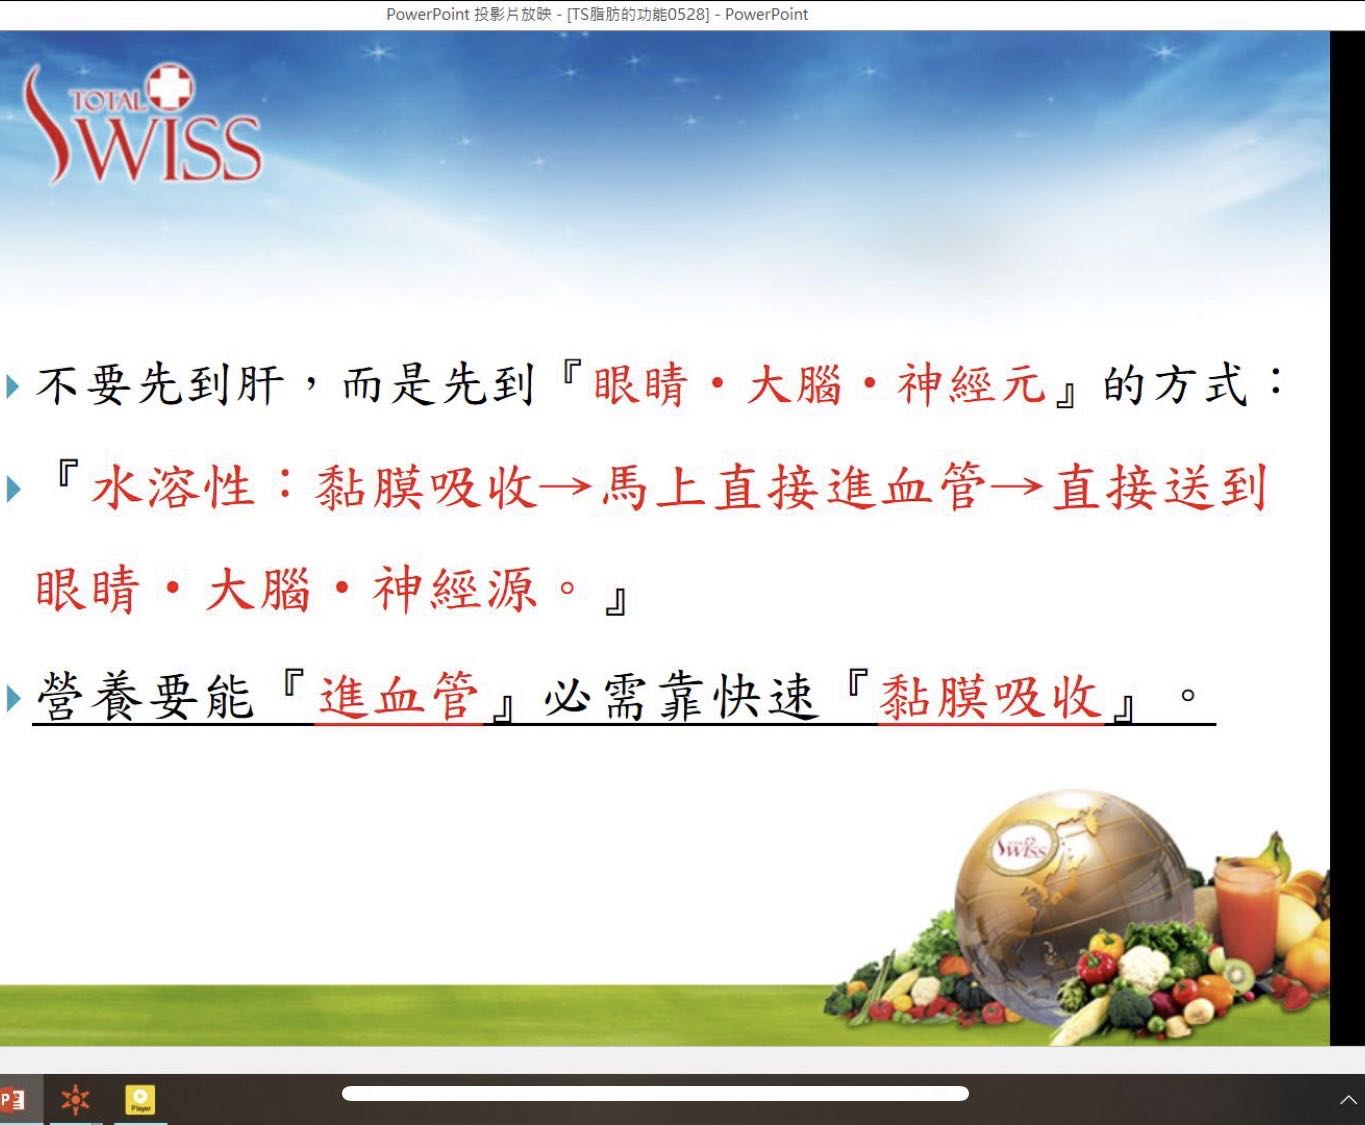 PowerPoint 投影片放映 - [TS脂肪的功能0528] - PowerPoint
TOTAL
SWISS
不要先到肝，而是先到『眼睛・大腦・神經元』的方式：
『水溶性：黏膜吸收→馬上直接進血管→直接送到
眼睛・大腦・神經源。』
營養要能『進血管』必需靠快速『黏膜吸收』。
SWISS
P
Player